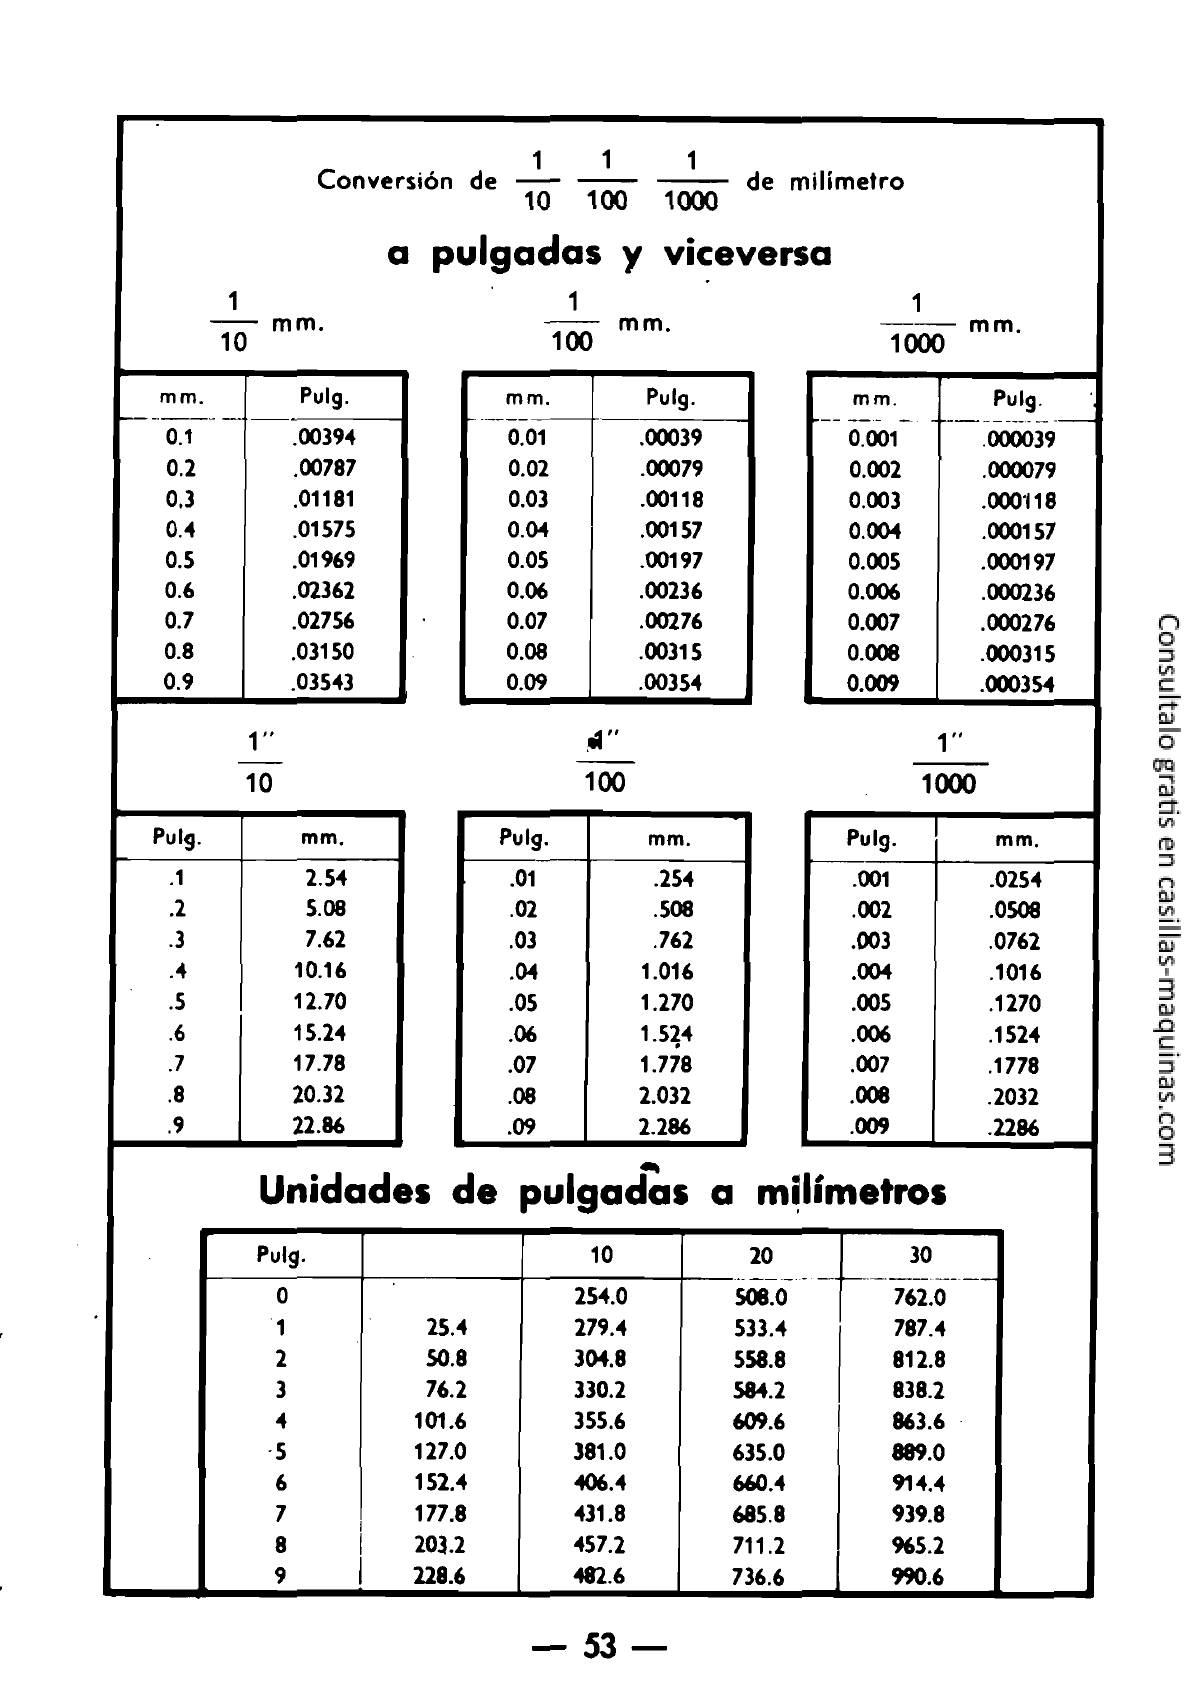 Conversión de 1/10 1/100 1/1000 de milímetro
a pulgadas y viceversa
1/10 mm. 1/100 mm. 1/1000 mm.
mm. Pulg. mm. Pulg. mm. Pulg.
0.1 .00394 0.01 .00039 0.001 .000039
0.2 .00787 0.02 .00079 0.002 .000079
0,3 .01181 0.03 .00118 0.003 .000118
0.4 .01575 0.04 .00157 0.004 .000157
0.5 .01969 0.05 .00197 0.005 .000197
0.6 .02362 0.06 .00236 0.006 .000236
0.7 .02756 0.07 .00276 0.007 .000276
0.8 .03150 0.08 .00315 0.008 .000315
0.9 .03543 0.09 .00354 0.009 .000354
1"/10 1"/100 1"/1000
Pulg. mm. Pulg. mm. Pulg. mm.
.1 2.54 .01 .254 .001 .0254
.2 5.08 .02 .508 .002 .0508
.3 7.62 .03 .762 .003 .0762
.4 10.16 .04 1.016 .004 .1016
.5 12.70 .05 1.270 .005 .1270
.6 15.24 .06 1.524 .006 .1524
.7 17.78 .07 1.778 .007 .1778
.8 20.32 .08 2.032 .008 .2032
.9 22.86 .09 2.286 .009 .2286
Unidades de pulgadas a milímetros
Pulg. 10 20 30
0 254.0 508.0 762.0
1 25.4 279.4 533.4 787.4
2 50.8 304.8 558.8 812.8
3 76.2 330.2 584.2 838.2
4 101.6 355.6 609.6 863.6
5 127.0 381.0 635.0 889.0
6 152.4 406.4 660.4 914.4
7 177.8 431.8 685.8 939.8
8 203.2 457.2 711.2 965.2
9 228.6 482.6 736.6 990.6
— 53 —
Consultalo gratis en casillas-maquinas.com